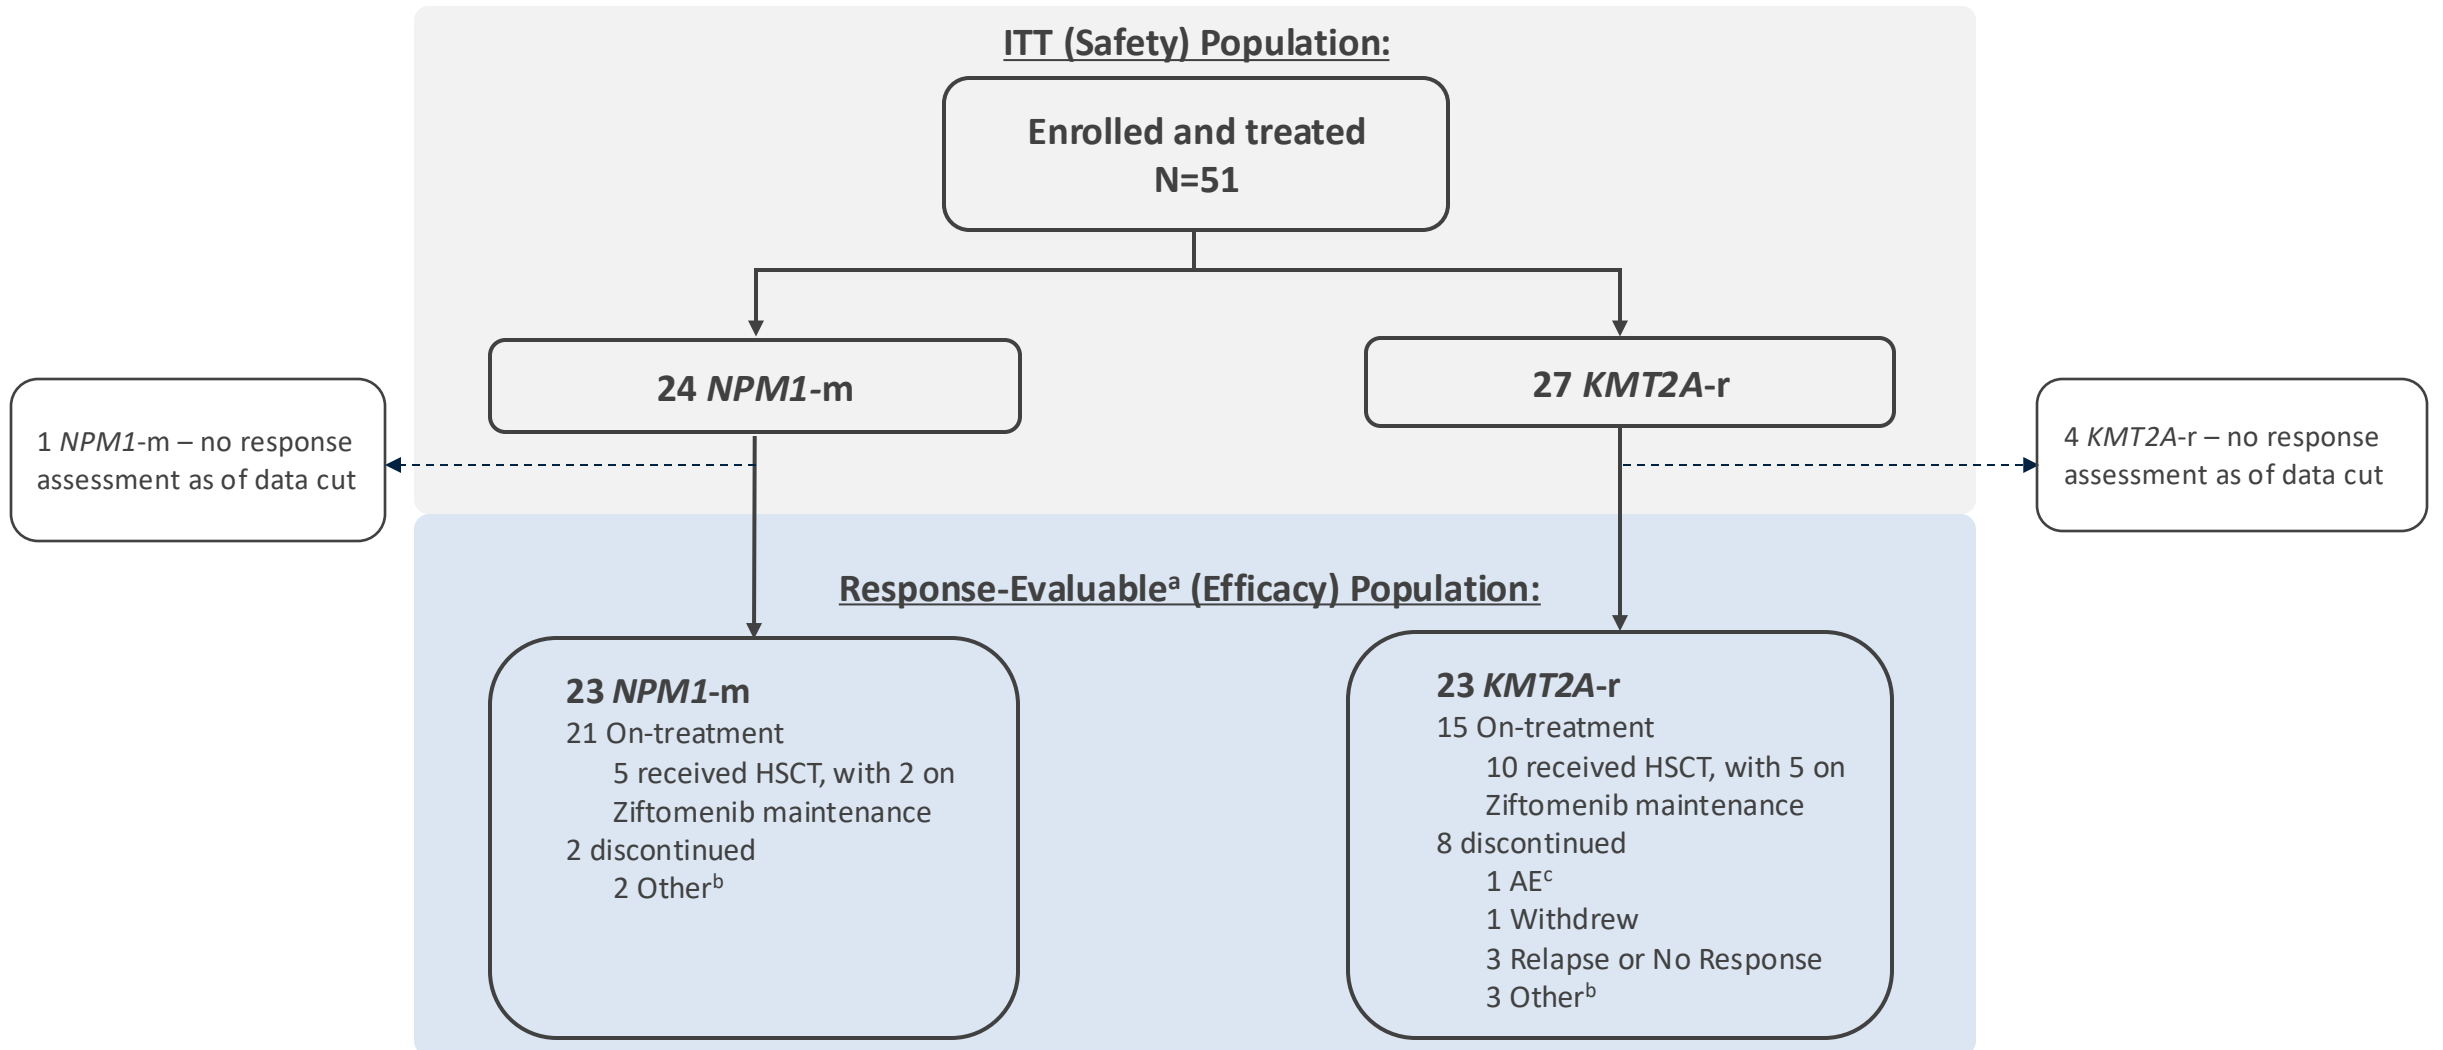 ITT (Safety) Population:
Enrolled and treated
N=51
24 NPM1-m
27 KMT2A-r
1 NPM1-m – no response
assessment as of data cut
4 KMT2A-r – no response
assessment as of data cut
Response-Evaluableᵃ (Efficacy) Population:
23 NPM1-m
21 On-treatment
5 received HSCT, with 2 on
Ziftomenib maintenance
2 discontinued
2 Otherᵇ
23 KMT2A-r
15 On-treatment
10 received HSCT, with 5 on
Ziftomenib maintenance
8 discontinued
1 AEᶜ
1 Withdrew
3 Relapse or No Response
3 Otherᵇ